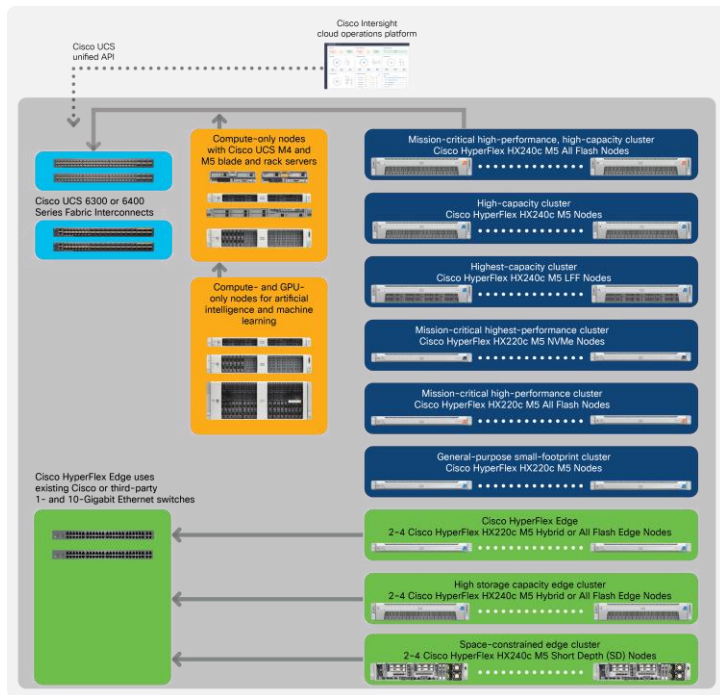 Cisco Intersight
cloud operations platform
Cisco UCS
unified API
Cisco UCS 6300 or 6400
Series Fabric Interconnects
Compute-only nodes
with Cisco UCS M4 and
M5 blade and rack servers
Compute- and GPU-
only nodes for artificial
intelligence and machine
learning
Mission-critical high-performance, high-capacity cluster
Cisco HyperFlex HX240c M5 All Flash Nodes
High-capacity cluster
Cisco HyperFlex HX240c M5 Nodes
Highest-capacity cluster
Cisco HyperFlex HX240c M5 LFF Nodes
Mission-critical highest-performance cluster
Cisco HyperFlex HX220c M5 NVMe Nodes
Mission-critical high-performance cluster
Cisco HyperFlex HX220c M5 All Flash Nodes
General-purpose small-footprint cluster
Cisco HyperFlex HX220c M5 Nodes
Cisco HyperFlex Edge uses
existing Cisco or third-party
1- and 10-Gigabit Ethernet switches
Cisco HyperFlex Edge
2-4 Cisco HyperFlex HX220c M5 Hybrid or All Flash Edge Nodes
High storage capacity edge cluster
2-4 Cisco HyperFlex HX240c M5 Hybrid or All Flash Edge Nodes
Space-constrained edge cluster
2-4 Cisco HyperFlex HX240c M5 Short Depth (SD) Nodes